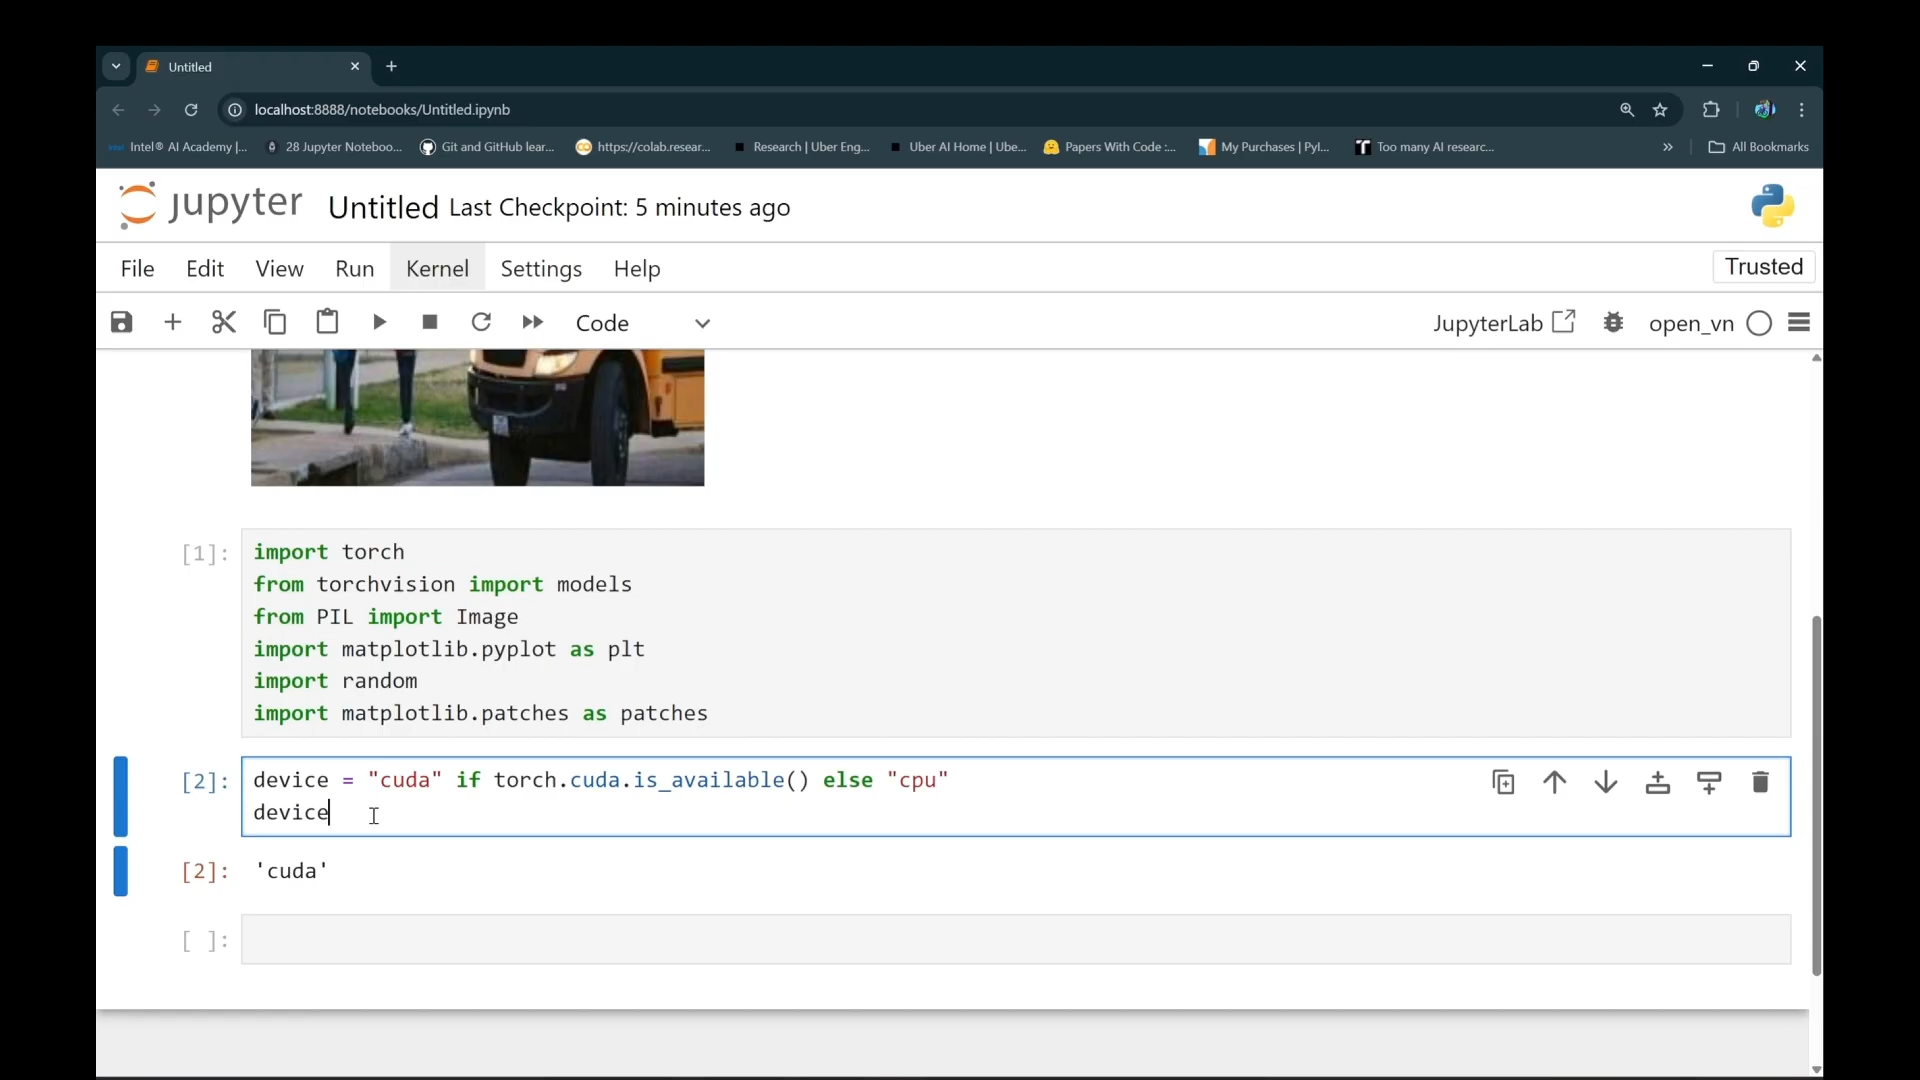 Untitled
localhost:8888/notebooks/Untitled.ipynb
intel Intel® AI Academy |... 28 Jupyter Noteboo... Git and GitHub lear... https://colab.resear... Research | Uber Eng... Uber AI Home | Ube... Papers With Code :... My Purchases | PyI... Too many AI researc... » All Bookmarks
jupyter Untitled Last Checkpoint: 5 minutes ago
File Edit View Run Kernel Settings Help Trusted
Code JupyterLab open_vn
[1]: import torch
from torchvision import models
from PIL import Image
import matplotlib.pyplot as plt
import random
import matplotlib.patches as patches
[2]: device = "cuda" if torch.cuda.is_available() else "cpu"
device
[2]: 'cuda'
[ ]: